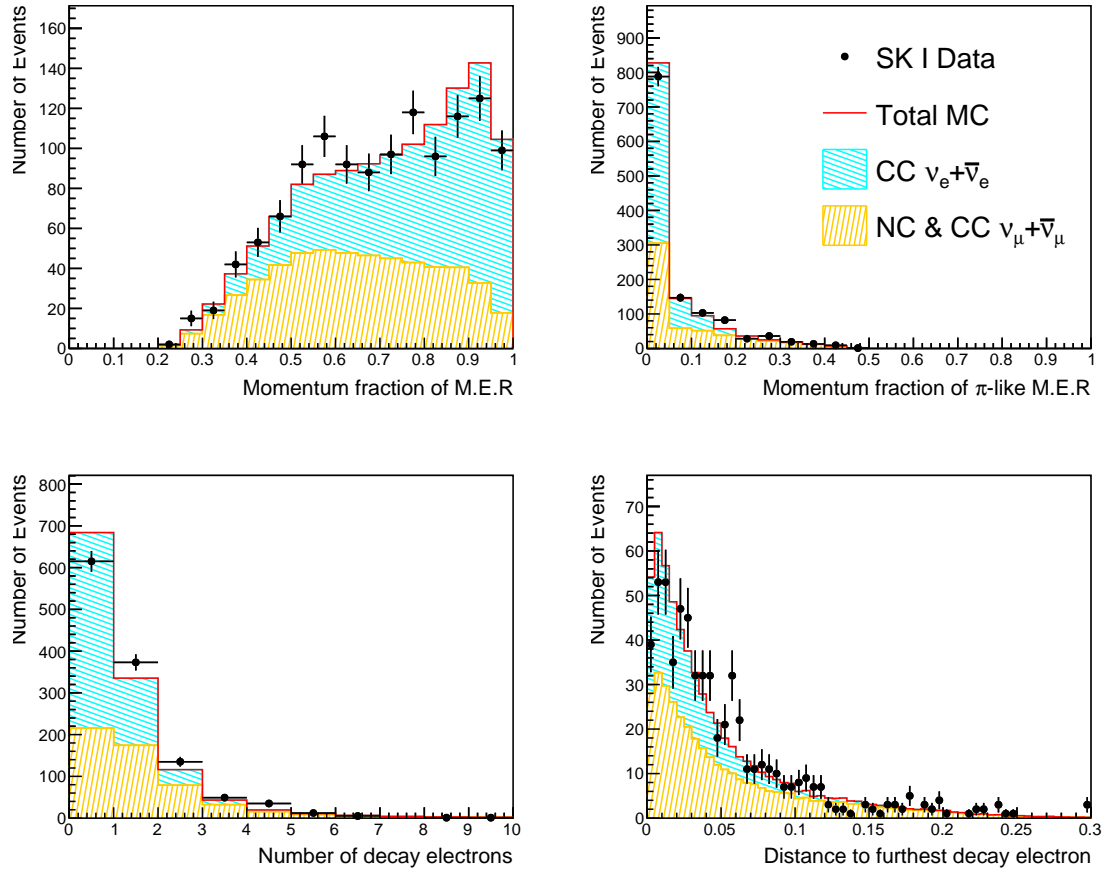 Number of Events
160
140
120
100
80
60
40
20
0
0 0.1 0.2 0.3 0.4 0.5 0.6 0.7 0.8 0.9 1
Momentum fraction of M.E.R
Number of Events
900
800
700
600
500
400
300
200
100
0
0 0.1 0.2 0.3 0.4 0.5 0.6 0.7 0.8 0.9 1
Momentum fraction of π-like M.E.R
SK I Data
Total MC
CC ν_e+ν̅_e
NC & CC ν_μ+ν̅_μ
Number of Events
800
700
600
500
400
300
200
100
0
0 1 2 3 4 5 6 7 8 9 10
Number of decay electrons
Number of Events
70
60
50
40
30
20
10
0
0 0.05 0.1 0.15 0.2 0.25 0.3
Distance to furthest decay electron